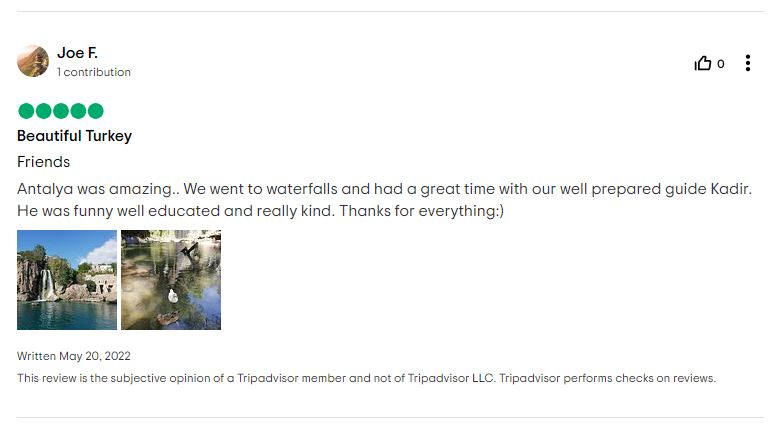 Joe F.
1 contribution
0
Beautiful Turkey
Friends
Antalya was amazing.. We went to waterfalls and had a great time with our well prepared guide Kadir.
He was funny well educated and really kind. Thanks for everything:)
Written May 20, 2022
This review is the subjective opinion of a Tripadvisor member and not of Tripadvisor LLC. Tripadvisor performs checks on reviews.